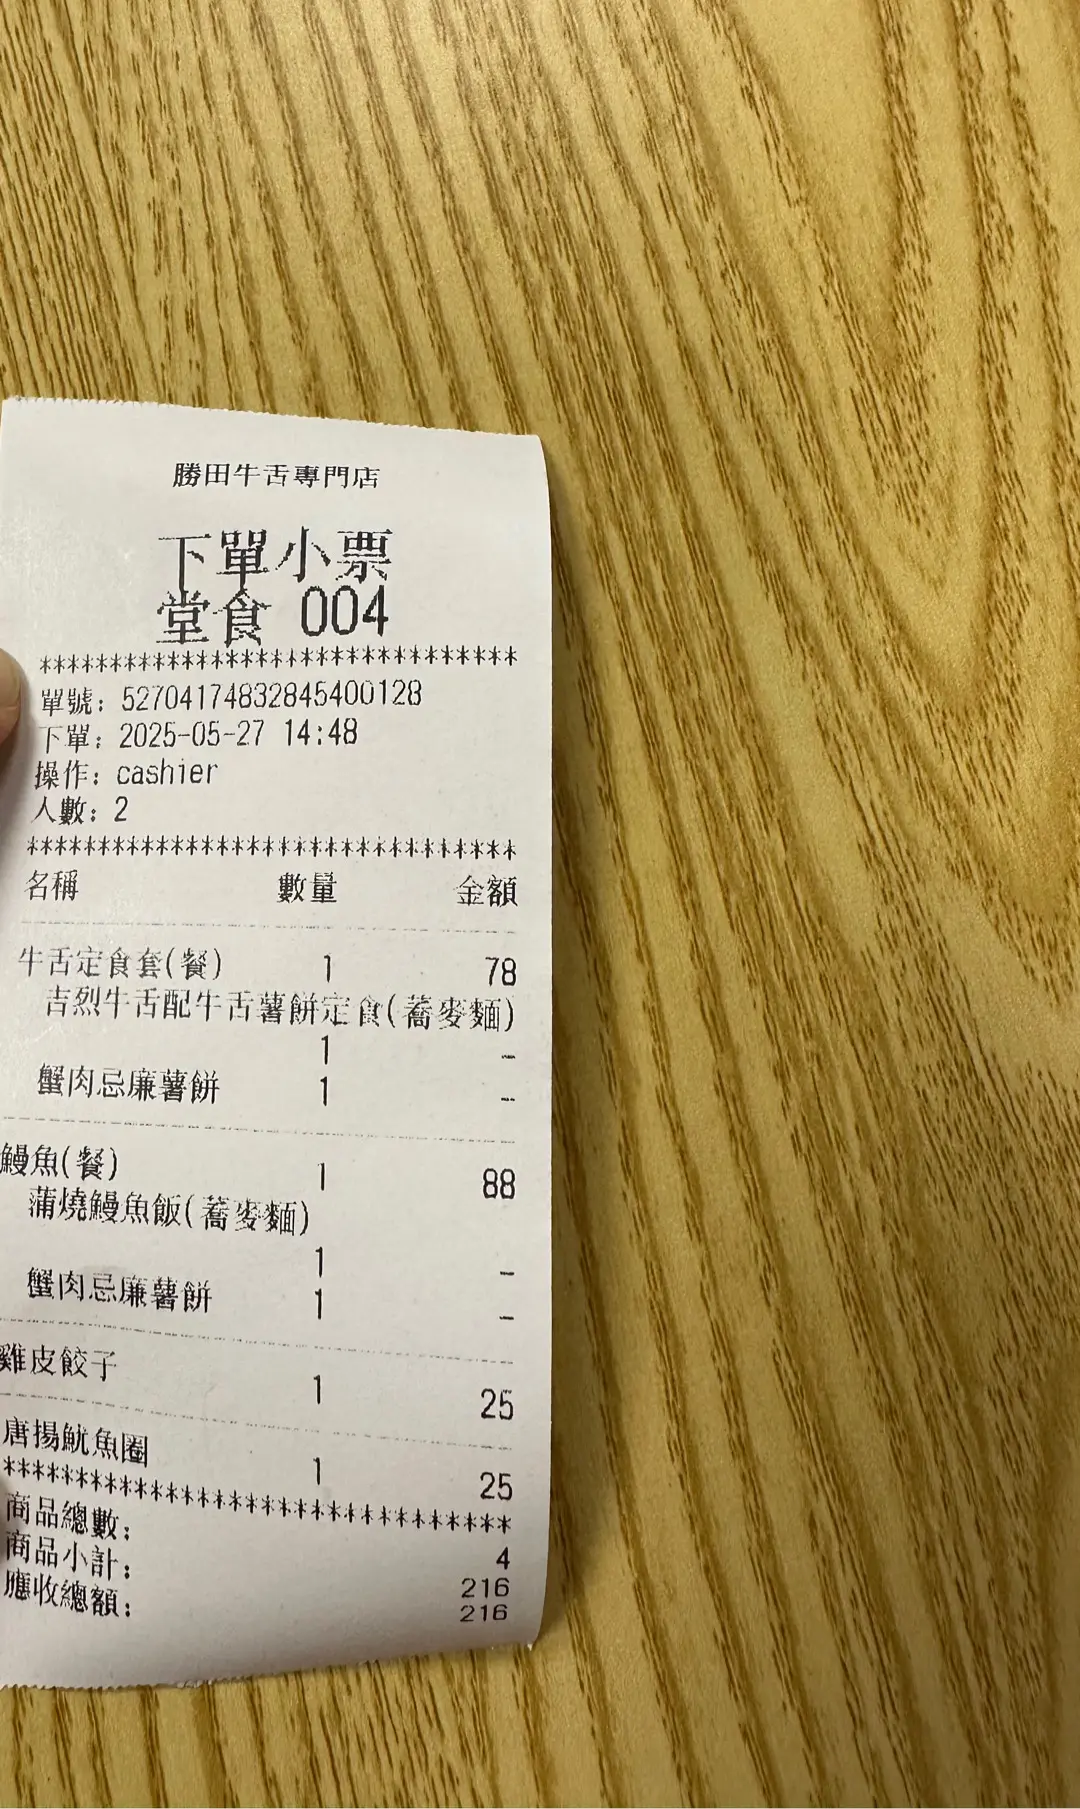 勝田牛舌專門店
下單小票
堂食 004
*********************************
單號: 52704174832845400128
下單: 2025-05-27 14:48
操作: cashier
人數: 2
**********************************
名稱 數量 金額
牛舌定食套(餐) 1 78
吉烈牛舌配牛舌薯餅定食(蕎麥麵)
1 -
蟹肉忌廉薯餅 1 -
鰻魚(餐) 1 88
蒲燒鰻魚飯(蕎麥麵)
1 -
蟹肉忌廉薯餅 1 -
雞皮餃子 1 25
唐揚魷魚圈 1 25
***********************************
商品總數: 4
商品小計: 216
應收總額: 216